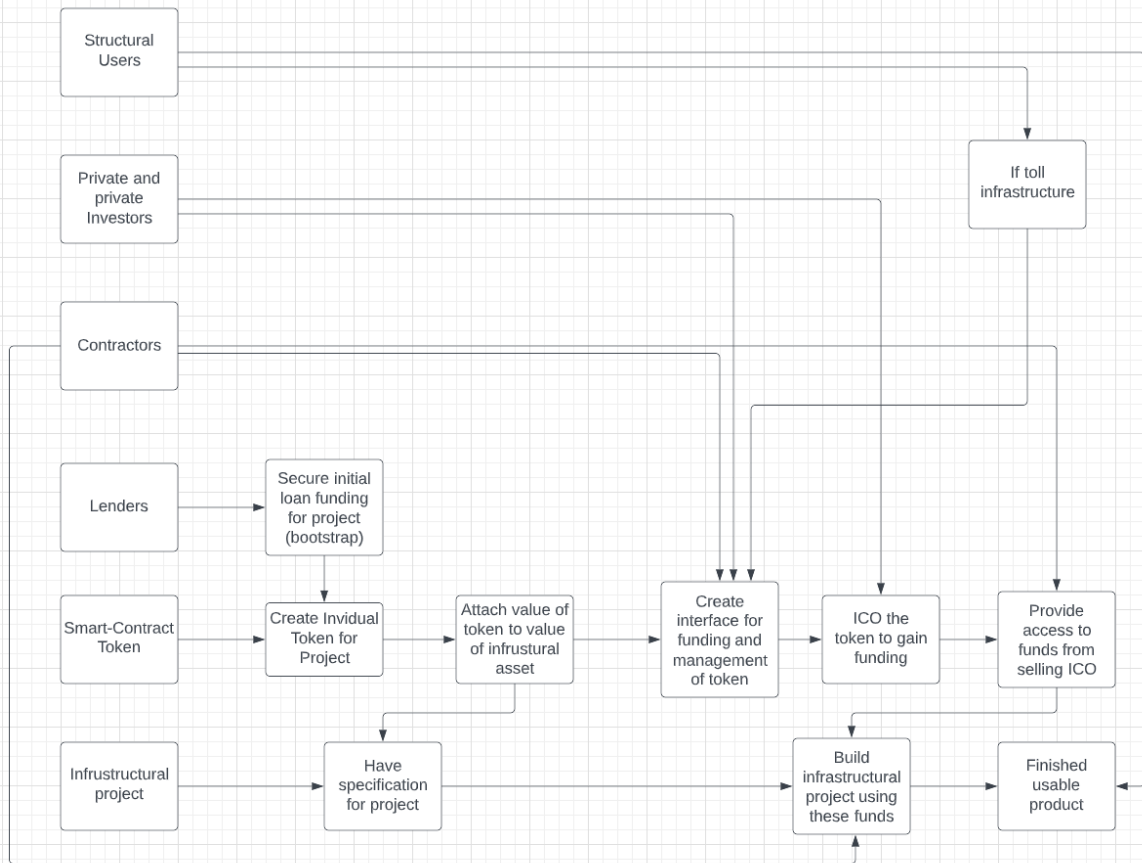 Structural
Users
If toll
infrastructure
Private and
private
Investors
Contractors
Lenders
Secure initial
loan funding
for project
(bootstrap)
Smart-Contract
Token
Create Invidual
Token for
Project
Attach value of
token to value
of infrustural
asset
Create
interface for
funding and
management
of token
ICO the
token to gain
funding
Provide
access to
funds from
selling ICO
Infrustructural
project
Have
specification
for project
Build
infrastructural
project using
these funds
Finished
usable
product